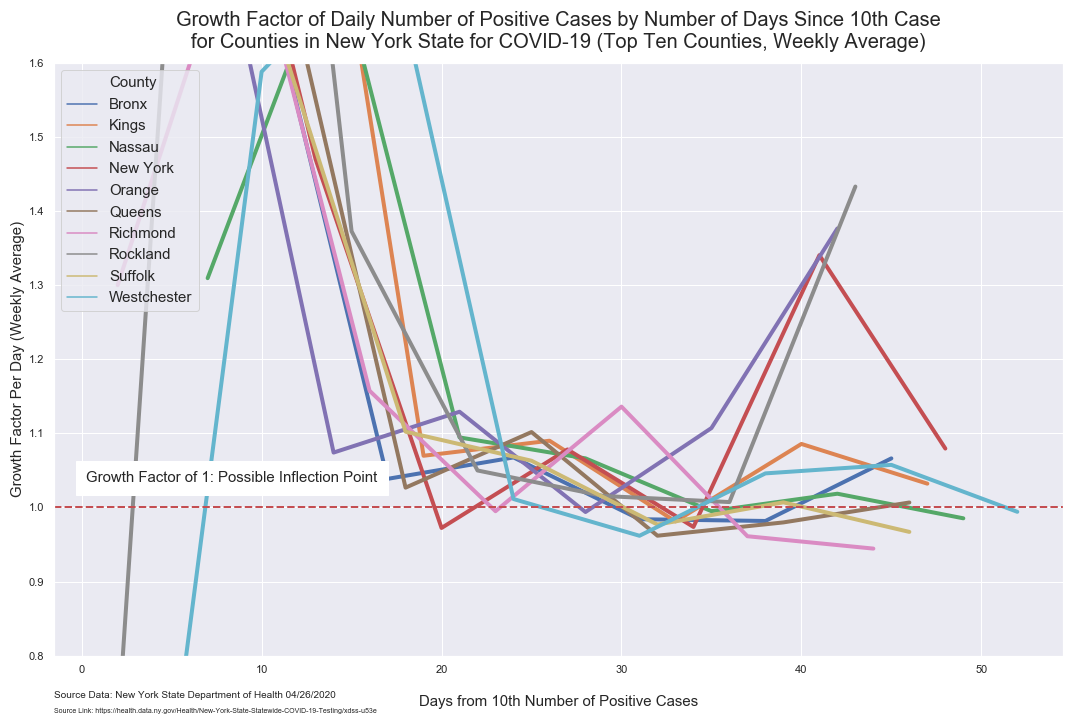 Growth Factor of Daily Number of Positive Cases by Number of Days Since 10th Case
for Counties in New York State for COVID-19 (Top Ten Counties, Weekly Average)
Growth Factor Per Day (Weekly Average)
1.6
1.5
1.4
1.3
1.2
1.1
1.0
0.9
0.8
County
Bronx
Kings
Nassau
New York
Orange
Queens
Richmond
Rockland
Suffolk
Westchester
Growth Factor of 1: Possible Inflection Point
0 10 20 30 40 50
Days from 10th Number of Positive Cases
Source Data: New York State Department of Health 04/26/2020
Source Link: https://health.data.ny.gov/Health/New-York-State-Statewide-COVID-19-Testing/xdss-u53e